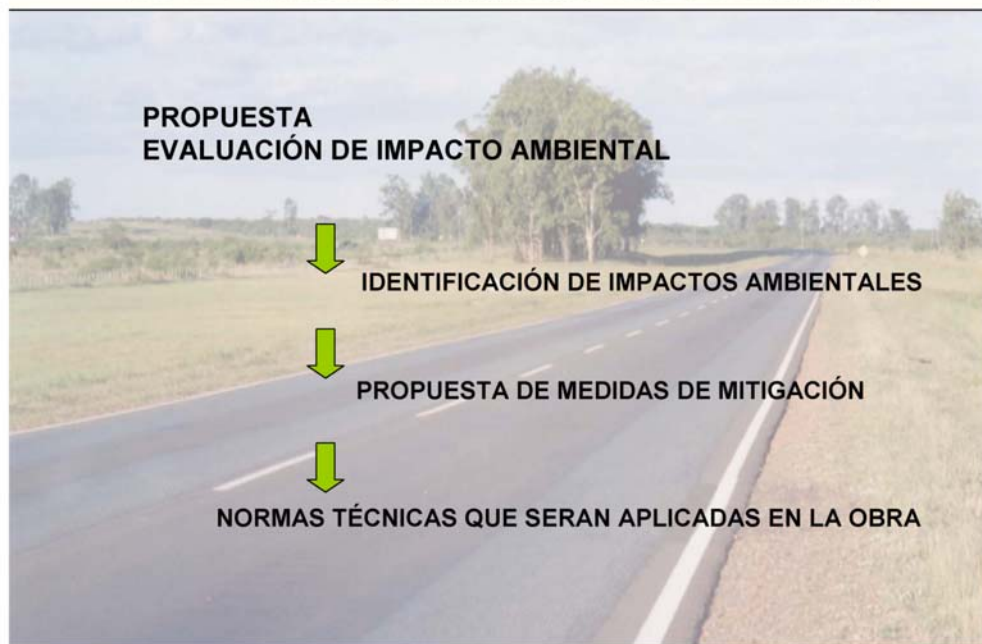 PROPUESTA
EVALUACIÓN DE IMPACTO AMBIENTAL
IDENTIFICACIÓN DE IMPACTOS AMBIENTALES
PROPUESTA DE MEDIDAS DE MITIGACIÓN
NORMAS TÉCNICAS QUE SERAN APLICADAS EN LA OBRA